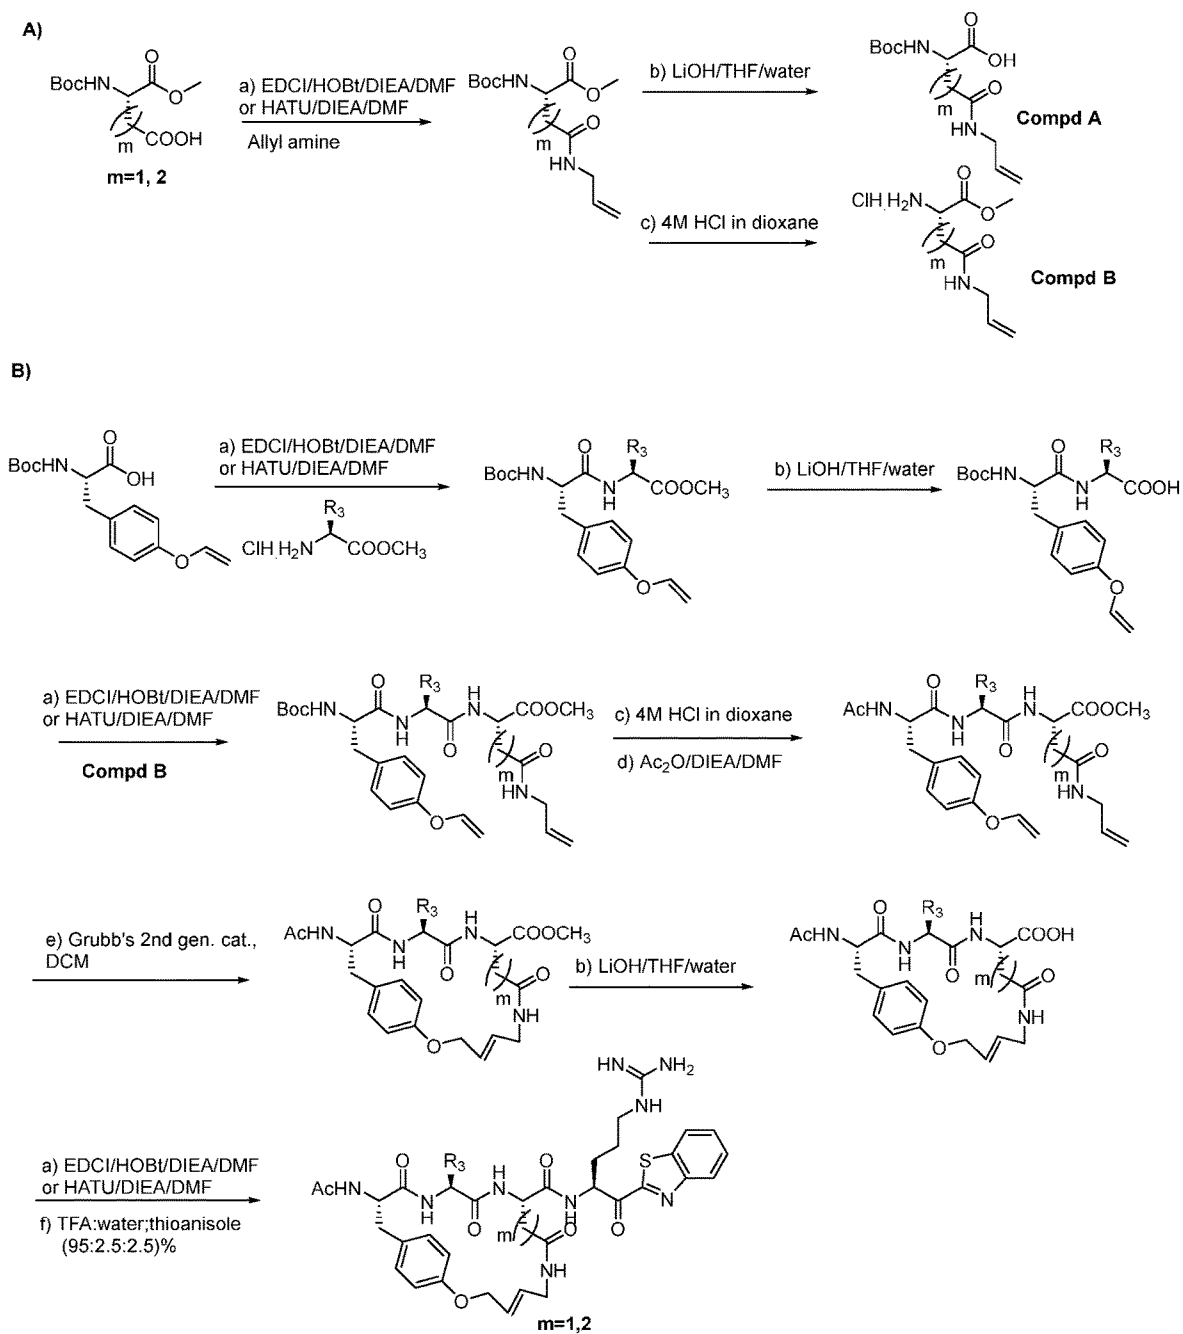 A)
BocHN
O
O
COOH
m
m=1, 2
a) EDCI/HOBt/DIEA/DMF
or HATU/DIEA/DMF
Allyl amine
BocHN
O
O
O
m
HN
b) LiOH/THF/water
BocHN
O
OH
O
m
HN
Compd A
c) 4M HCl in dioxane
ClH.H2N
O
O
O
m
HN
Compd B
B)
BocHN
O
OH
O
a) EDCI/HOBt/DIEA/DMF
or HATU/DIEA/DMF
R3
ClH.H2N
COOCH3
O
R3
BocHN
N
H
COOCH3
O
b) LiOH/THF/water
O
R3
BocHN
N
H
COOH
O
a) EDCI/HOBt/DIEA/DMF
or HATU/DIEA/DMF
Compd B
O
R3
H
N
BocHN
N
H
O
COOCH3
O
m
HN
O
c) 4M HCl in dioxane
d) Ac2O/DIEA/DMF
O
R3
H
N
AcHN
N
H
O
COOCH3
O
m
HN
O
e) Grubb's 2nd gen. cat.,
DCM
O
R3
H
N
AcHN
N
H
O
COOCH3
O
m
NH
O
b) LiOH/THF/water
O
R3
H
N
AcHN
N
H
O
COOH
O
m
NH
O
a) EDCI/HOBt/DIEA/DMF
or HATU/DIEA/DMF
f) TFA:water;thioanisole
(95:2.5:2.5)%
HN
NH2
NH
O
R3
H
N
O
S
AcHN
N
H
O
N
H
O
N
m
O
NH
O
m=1,2